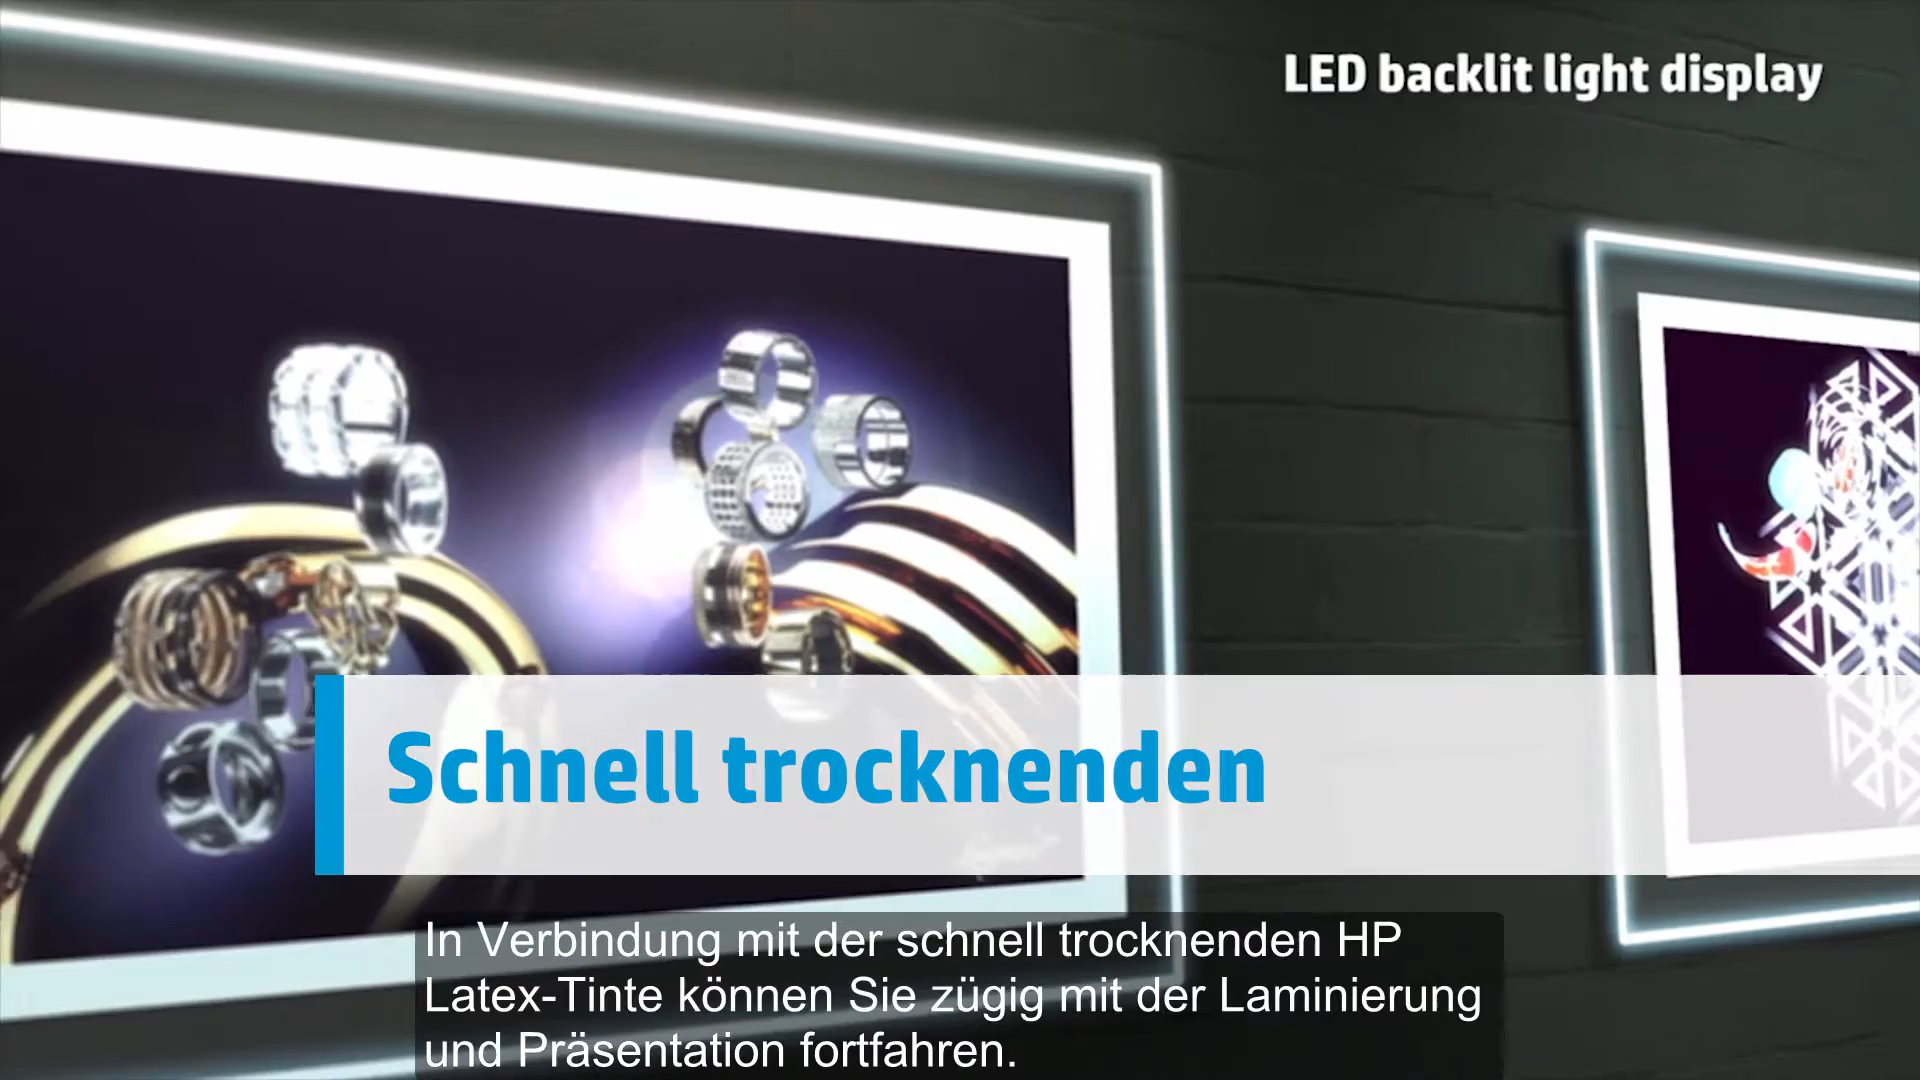 LED backlit light display
Schnell trocknenden
In Verbindung mit der schnell trocknenden HP
Latex-Tinte können Sie zügig mit der Laminierung
und Präsentation fortfahren.